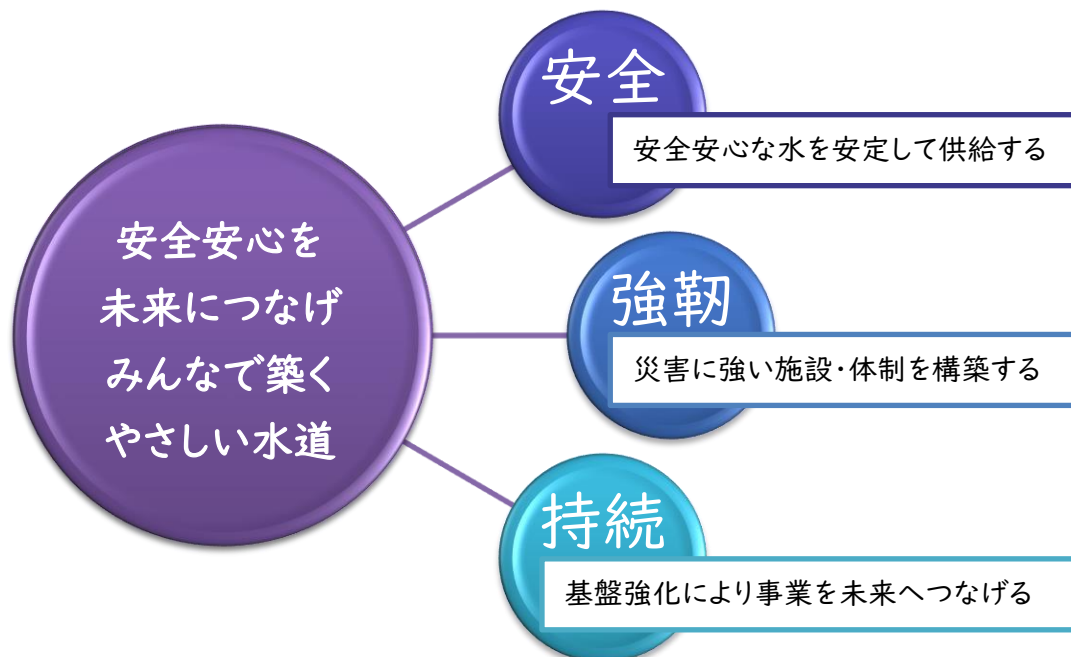 安全安心を
未来につなげ
みんなで築く
やさしい水道
安全
安全安心な水を安定して供給する
強靭
災害に強い施設・体制を構築する
持続
基盤強化により事業を未来へつなげる